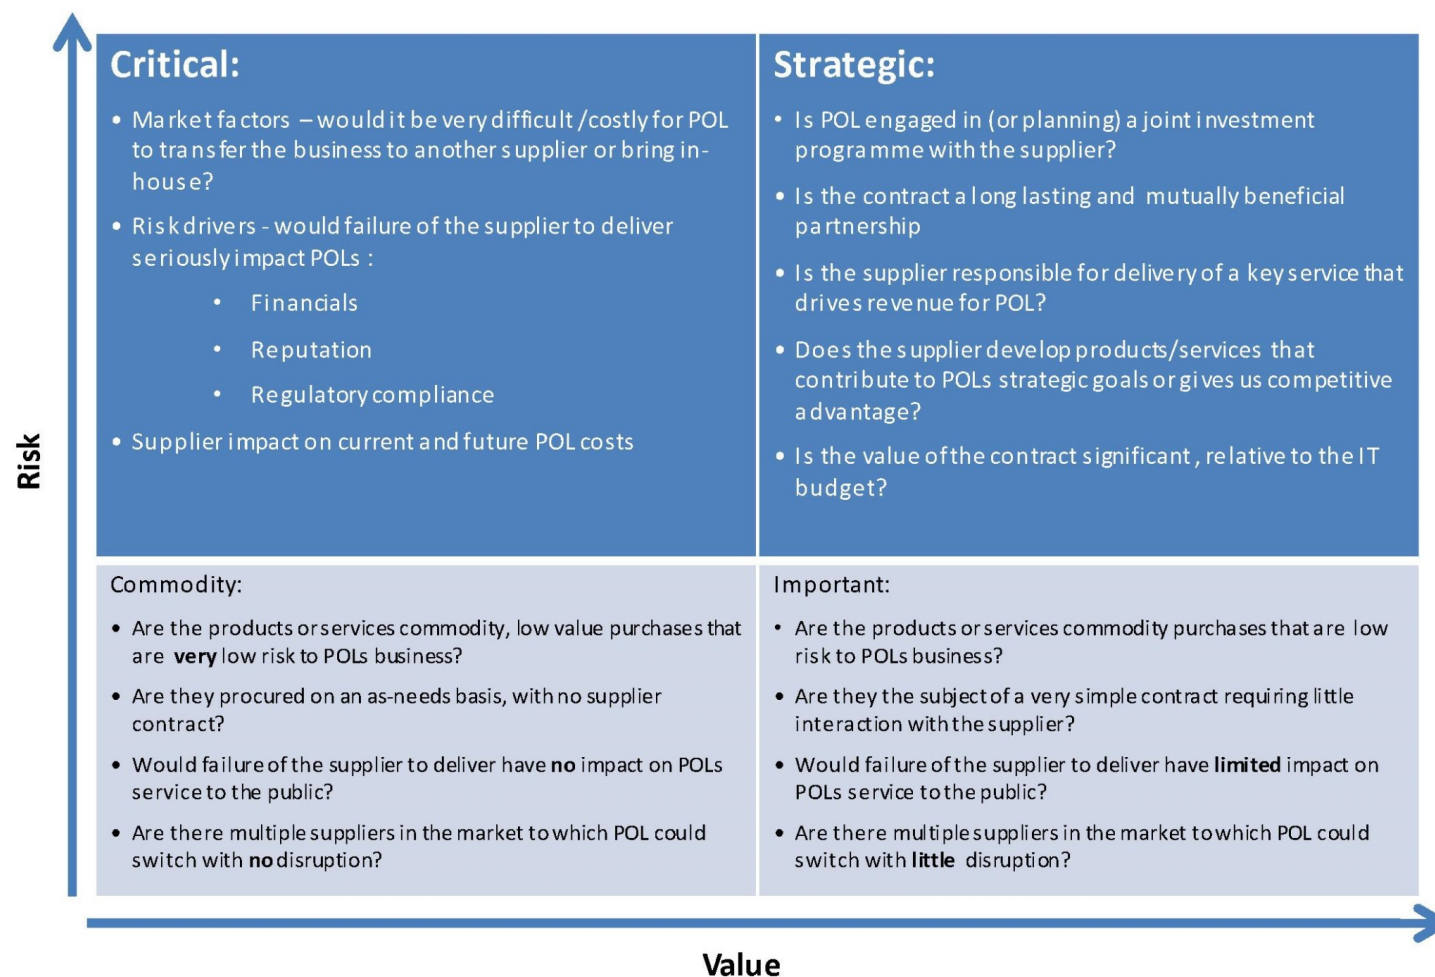 Critical:
• Market factors – would it be very difficult /costly for POL
to transfer the business to another supplier or bring in-
house?
• Risk drivers - would failure of the supplier to deliver
seriously impact POLs :
• Financials
• Reputation
• Regulatory compliance
• Supplier impact on current and future POL costs
Strategic:
• Is POL engaged in (or planning) a joint investment
programme with the supplier?
• Is the contract a long lasting and mutually beneficial
partnership
• Is the supplier responsible for delivery of a key service that
drives revenue for POL?
• Does the supplier develop products/services that
contribute to POLs strategic goals or gives us competitive
advantage?
• Is the value of the contract significant, relative to the IT
budget?
Risk
Commodity:
• Are the products or services commodity, low value purchases that
are very low risk to POLs business?
• Are they procured on an as-needs basis, with no supplier
contract?
• Would failure of the supplier to deliver have no impact on POLs
service to the public?
• Are there multiple suppliers in the market to which POL could
switch with no disruption?
Important:
• Are the products or services commodity purchases that are low
risk to POLs business?
• Are they the subject of a very simple contract requiring little
interaction with the supplier?
• Would failure of the supplier to deliver have limited impact on
POLs service to the public?
• Are there multiple suppliers in the market to which POL could
switch with little disruption?
Value